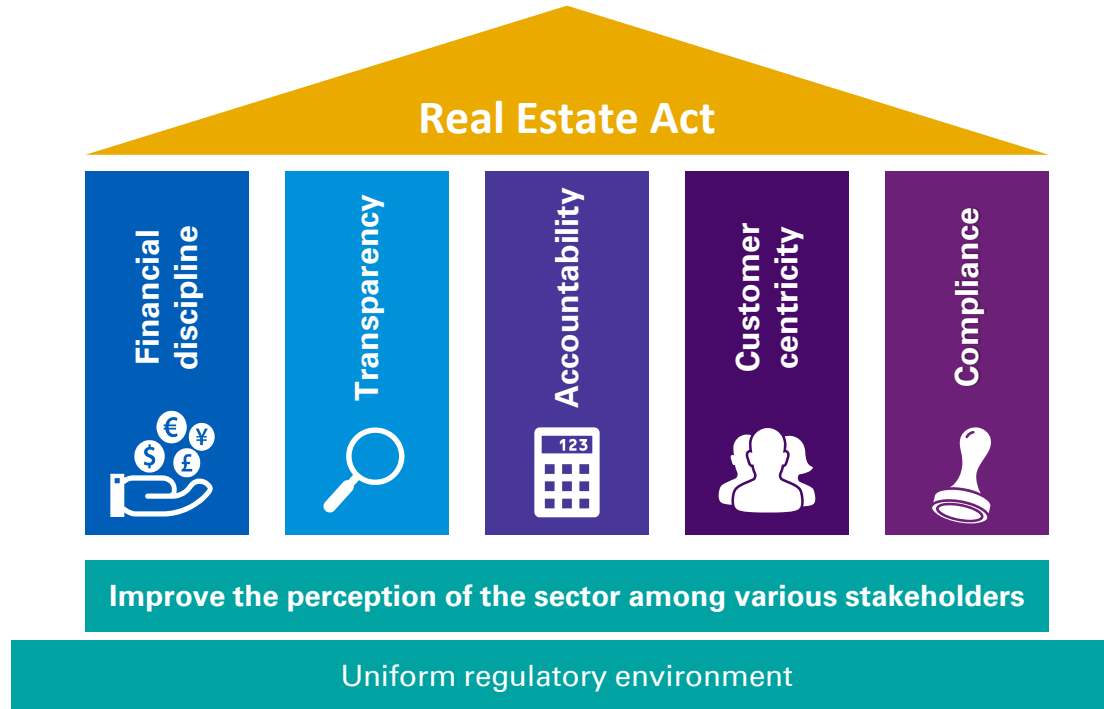 Real Estate Act
Financial
discipline
Transparency
Accountability
Customer
centricity
Compliance
€
¥
$
£
123
Improve the perception of the sector among various stakeholders
Uniform regulatory environment